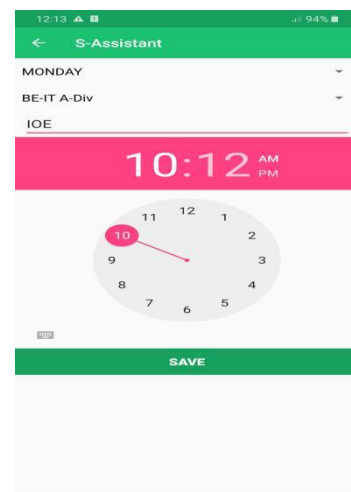 12:13 94%
S-Assistant
MONDAY
BE-IT A-Div
IOE
10:12 AM
PM
12
11 1
10 2
9 3
8 4
7 5
6
SAVE